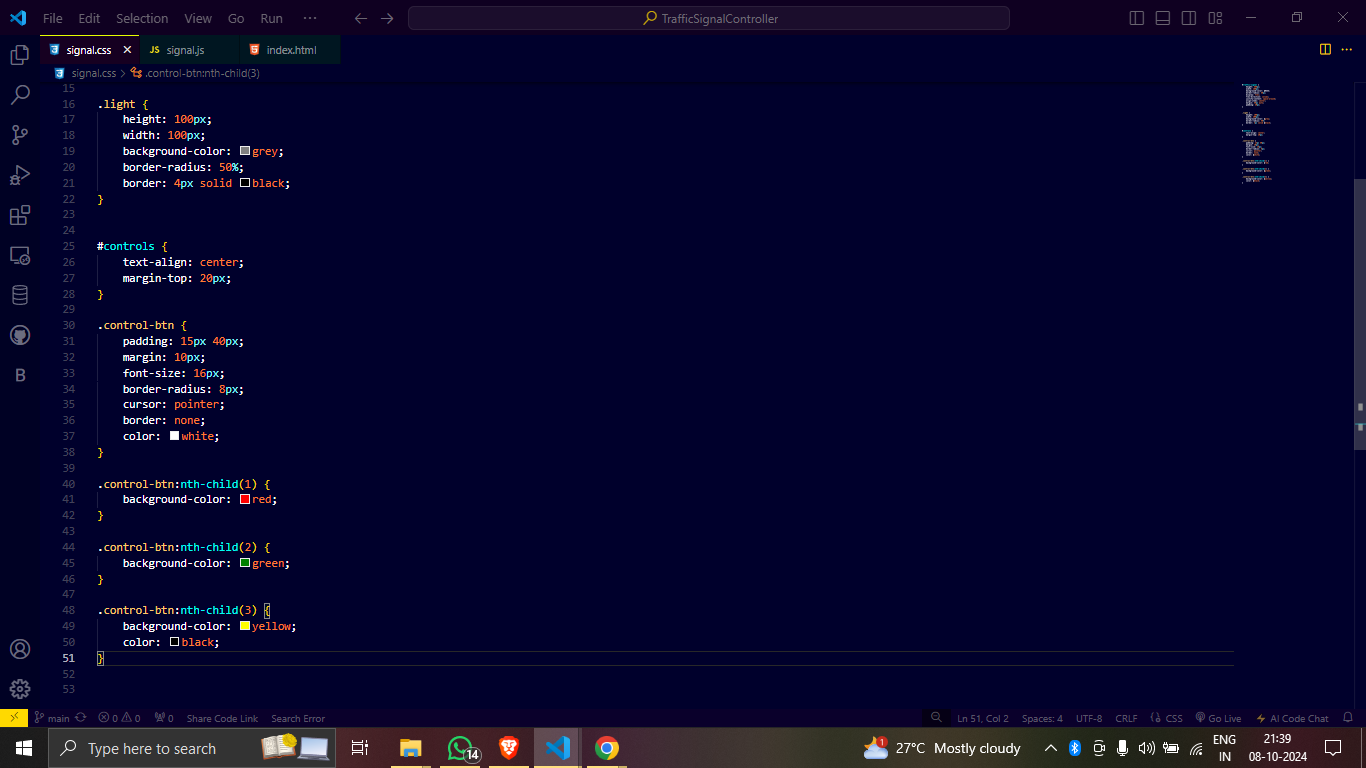 File Edit Selection View Go Run ··· TrafficSignalController
signal.css JS signal.js index.html
signal.css > .control-btn:nth-child(3)
15
16 .light {
17 height: 100px;
18 width: 100px;
19 background-color: grey;
20 border-radius: 50%;
21 border: 4px solid black;
22 }
23
24
25 #controls {
26 text-align: center;
27 margin-top: 20px;
28 }
29
30 .control-btn {
31 padding: 15px 40px;
32 margin: 10px;
33 font-size: 16px;
34 border-radius: 8px;
35 cursor: pointer;
36 border: none;
37 color: white;
38 }
39
40 .control-btn:nth-child(1) {
41 background-color: red;
42 }
43
44 .control-btn:nth-child(2) {
45 background-color: green;
46 }
47
48 .control-btn:nth-child(3) {
49 background-color: yellow;
50 color: black;
51 }
52
53
B
main 0 0 0 Share Code Link Search Error Ln 51, Col 2 Spaces: 4 UTF-8 CRLF CSS Go Live AI Code Chat
Type here to search 14 1 27°C Mostly cloudy ENG 21:39
IN 08-10-2024